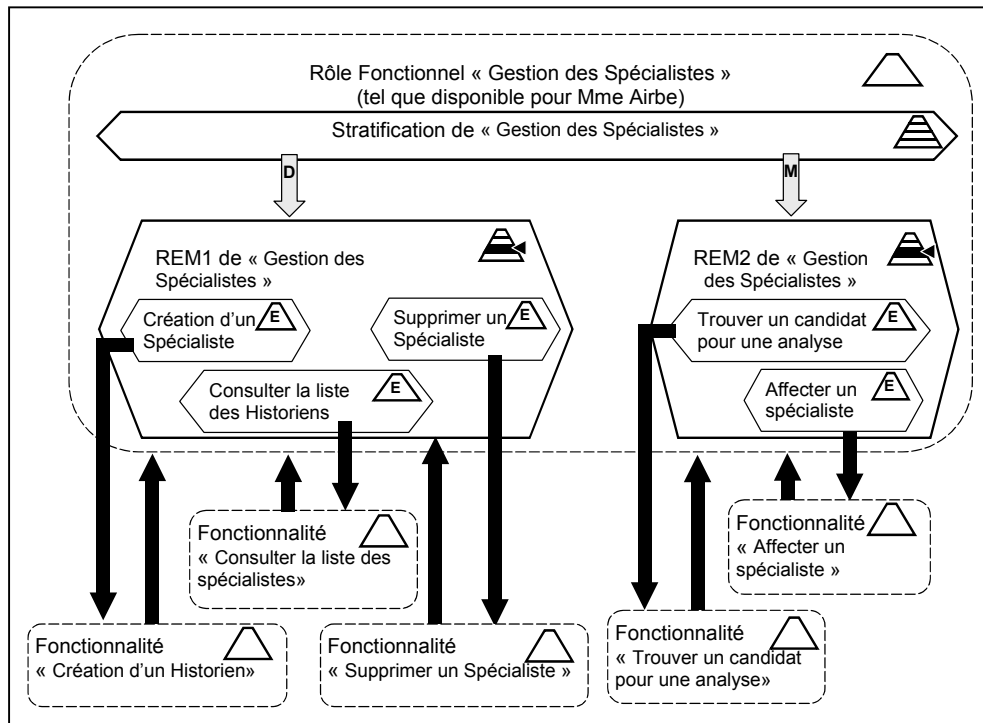 Rôle Fonctionnel « Gestion des Spécialistes »
(tel que disponible pour Mme Airbe)
Stratification de « Gestion des Spécialistes »
D
M
REM1 de « Gestion des
Spécialistes »
Création d'un
Spécialiste
E
Supprimer un
Spécialiste
E
Consulter la liste
des Historiens
E
REM2 de « Gestion
des Spécialistes »
Trouver un candidat
pour une analyse
E
Affecter un
spécialiste
E
Fonctionnalité
« Consulter la liste des
spécialistes»
Fonctionnalité
« Affecter un
spécialiste »
Fonctionnalité
« Création d'un Historien»
Fonctionnalité
« Supprimer un Spécialiste »
Fonctionnalité
« Trouver un candidat
pour une analyse»